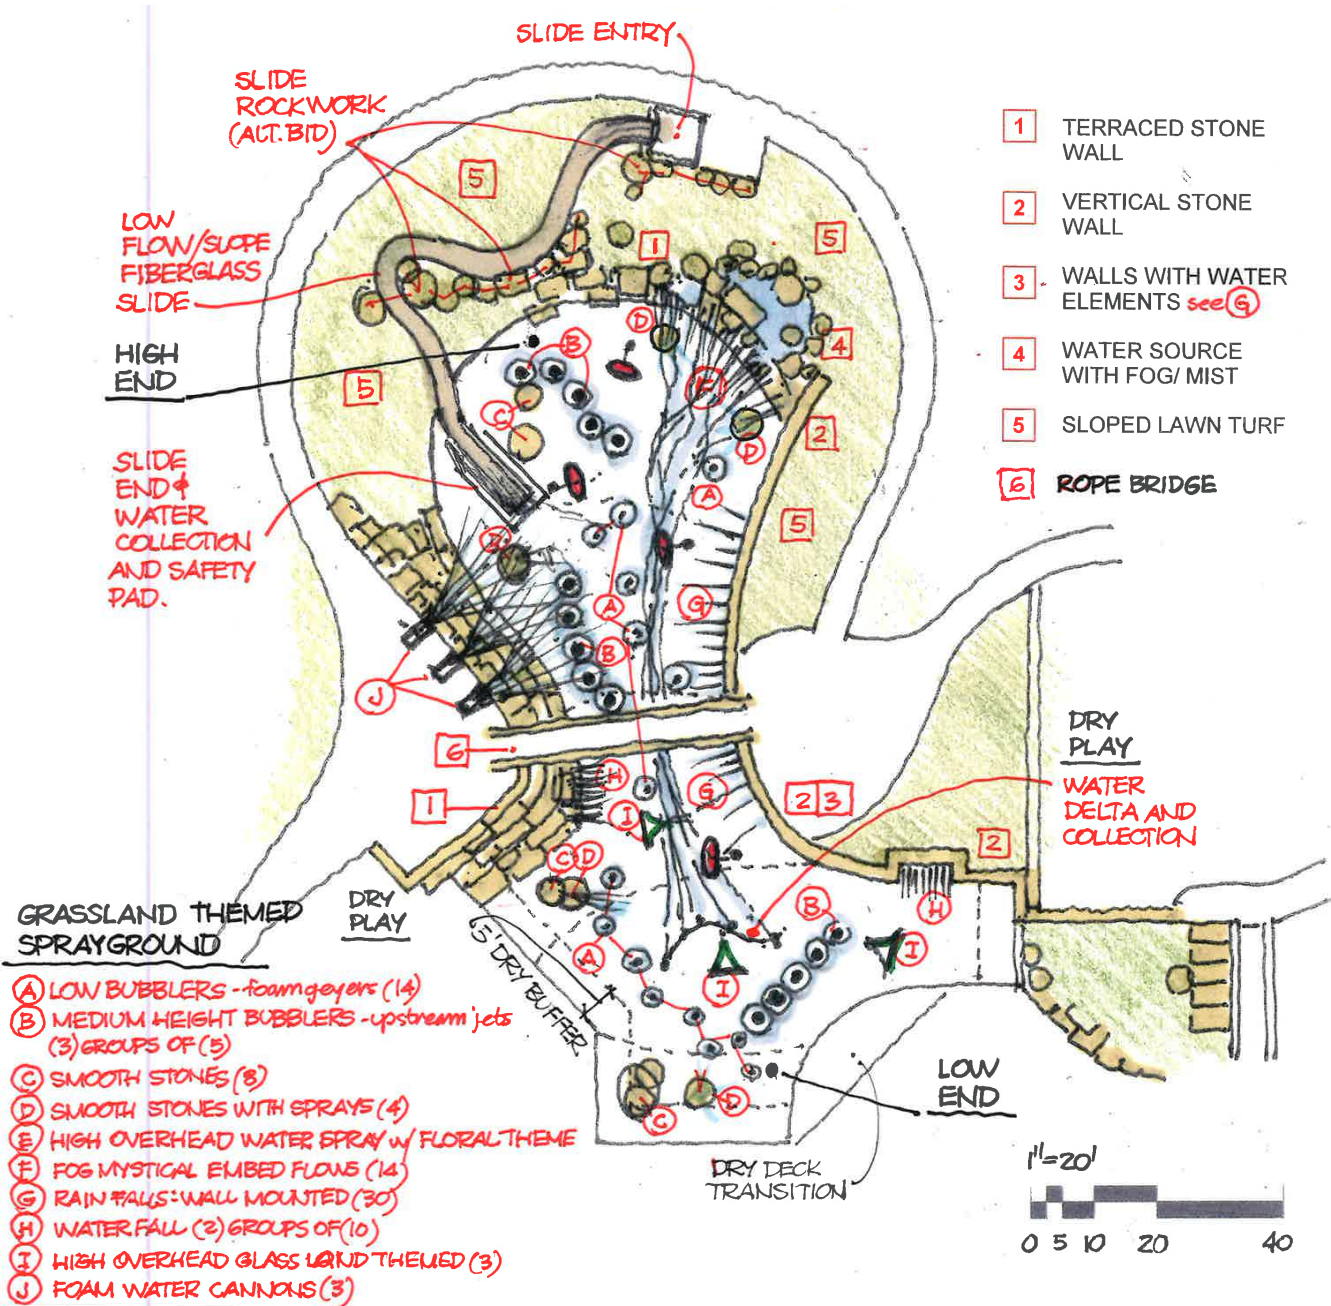 SLIDE ENTRY
SLIDE
ROCKWORK
(ALT. BID)
5
LOW
FLOW/SLOPE
FIBERGLASS
SLIDE
HIGH
END
5
SLIDE
END &
WATER
COLLECTION
AND SAFETY
PAD.
1
5
D
B
4
C
F
2
D
A
5
D
A
G
B
J
6
H
G
1
I
2 3
2
C D
B
H
A
I
I
C
D
1 TERRACED STONE
WALL
2 VERTICAL STONE
WALL
3 WALLS WITH WATER
ELEMENTS see G
4 WATER SOURCE
WITH FOG/ MIST
5 SLOPED LAWN TURF
6 ROPE BRIDGE
DRY
PLAY
WATER
DELTA AND
COLLECTION
DRY
PLAY
5' DRY BUFFER
LOW
END
DRY DECK
TRANSITION
GRASSLAND THEMED
SPRAYGROUND
A LOW BUBBLERS - foam geyers (14)
B MEDIUM HEIGHT BUBBLERS - upstream jets
(3) GROUPS OF (5)
C SMOOTH STONES (8)
D SMOOTH STONES WITH SPRAYS (4)
E HIGH OVERHEAD WATER SPRAY w/ FLORAL THEME
F FOG MYSTICAL EMBED FLOWS (14)
G RAIN FALLS: WALL MOUNTED (30)
H WATER FALL (2) GROUPS OF (10)
I HIGH OVERHEAD GLASS THEMED (3)
J FOAM WATER CANNONS (3)
1"=20'
0 5 10 20 40